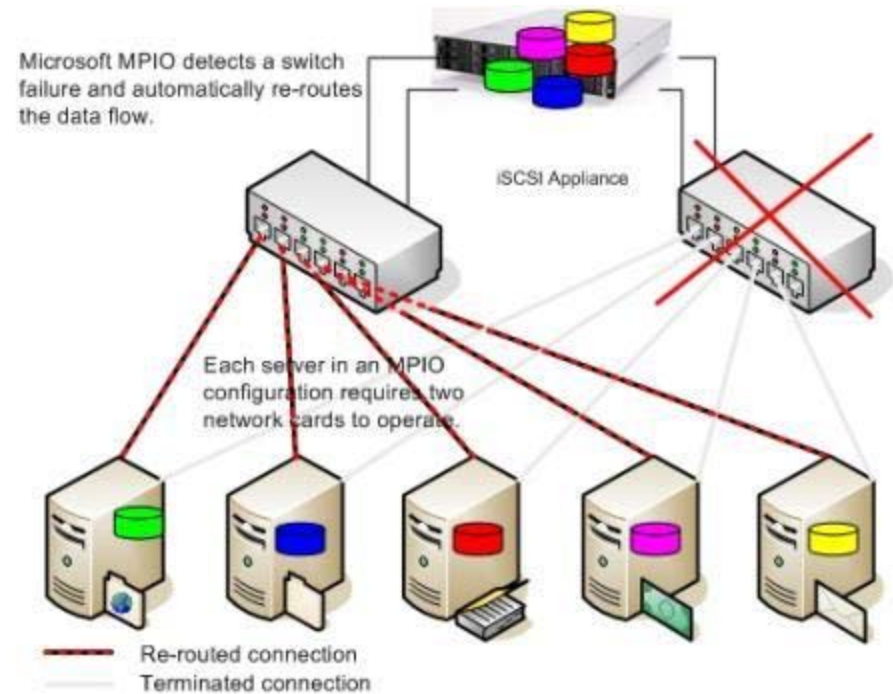 Microsoft MPIO detects a switch
failure and automatically re-routes
the data flow.
iSCSI Appliance
Each server in an MPIO
configuration requires two
network cards to operate.
Re-routed connection
Terminated connection